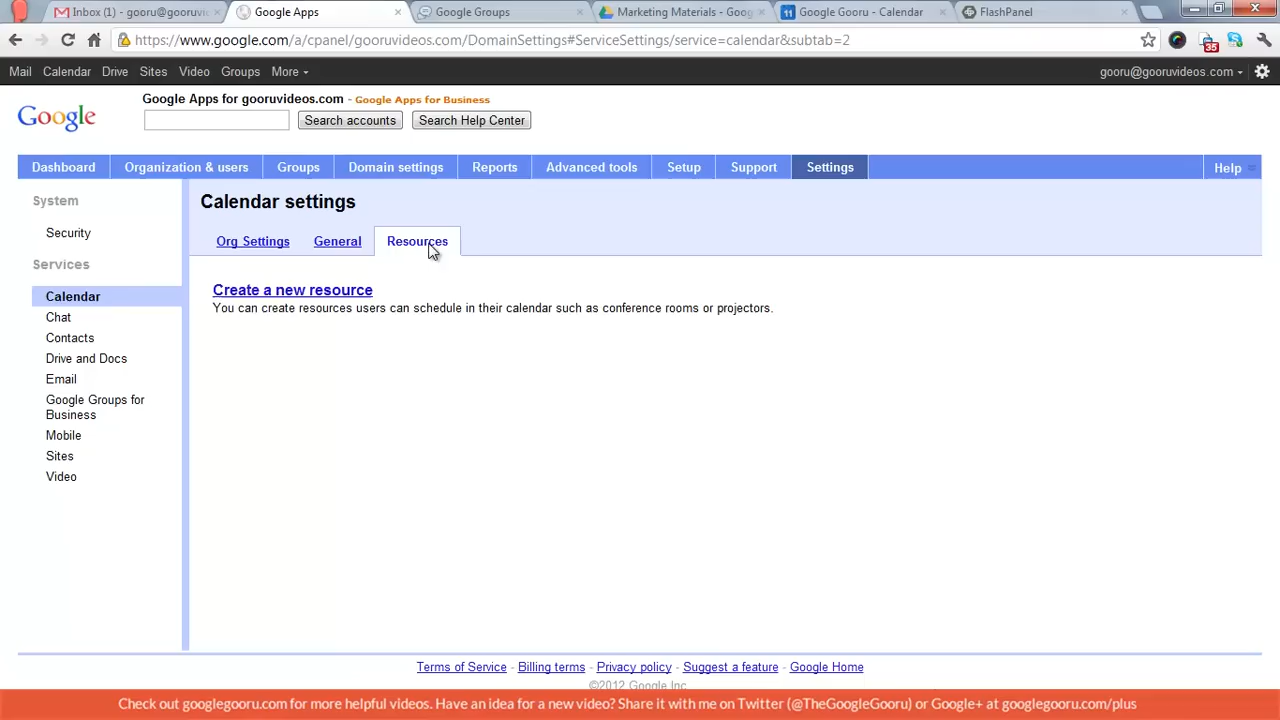 Inbox (1) - gooru@gooruvic
Google Apps
Google Groups
Marketing Materials - Goog
11 Google Gooru - Calendar
FlashPanel
https://www.google.com/a/cpanel/gooruvideos.com/DomainSettings#ServiceSettings/service=calendar&subtab=2
35
Mail Calendar Drive Sites Video Groups More
gooru@gooruvideos.com
Google
Google Apps for gooruvideos.com - Google Apps for Business
Search accounts
Search Help Center
Dashboard Organization & users Groups Domain settings Reports Advanced tools Setup Support Settings Help
System
Security
Services
Calendar
Chat
Contacts
Drive and Docs
Email
Google Groups for
Business
Mobile
Sites
Video
Calendar settings
Org Settings General Resources
Create a new resource
You can create resources users can schedule in their calendar such as conference rooms or projectors.
Terms of Service - Billing terms - Privacy policy - Suggest a feature - Google Home
©2012 Google Inc.
Check out googlegooru.com for more helpful videos. Have an idea for a new video? Share it with me on Twitter (@TheGoogleGooru) or Google+ at googlegooru.com/plus